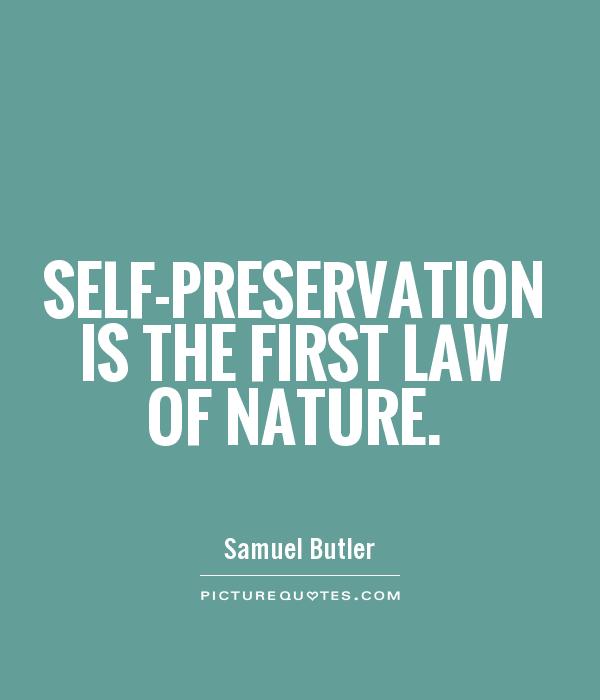 SELF-PRESERVATION
IS THE FIRST LAW
OF NATURE.
Samuel Butler
PICTUREQUOTES.COM